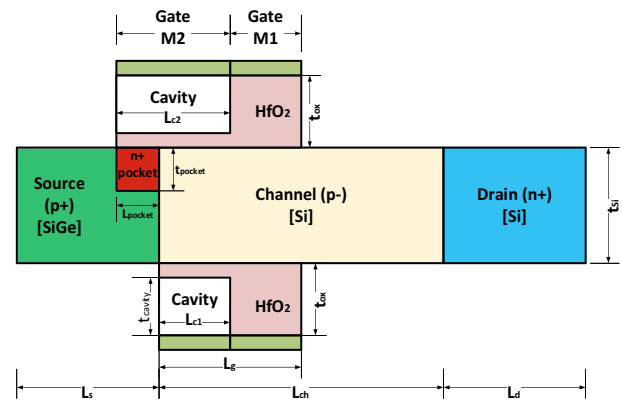 Gate
M2
Gate
M1
Cavity
Lc2
HfO2
tox
n+
pocket
tpocket
Lpocket
Source
(p+)
[SiGe]
Channel (p-)
[Si]
Drain (n+)
[Si]
tSi
tcavity
Cavity
Lc1
HfO2
tox
Lg
Ls
Lch
Ld